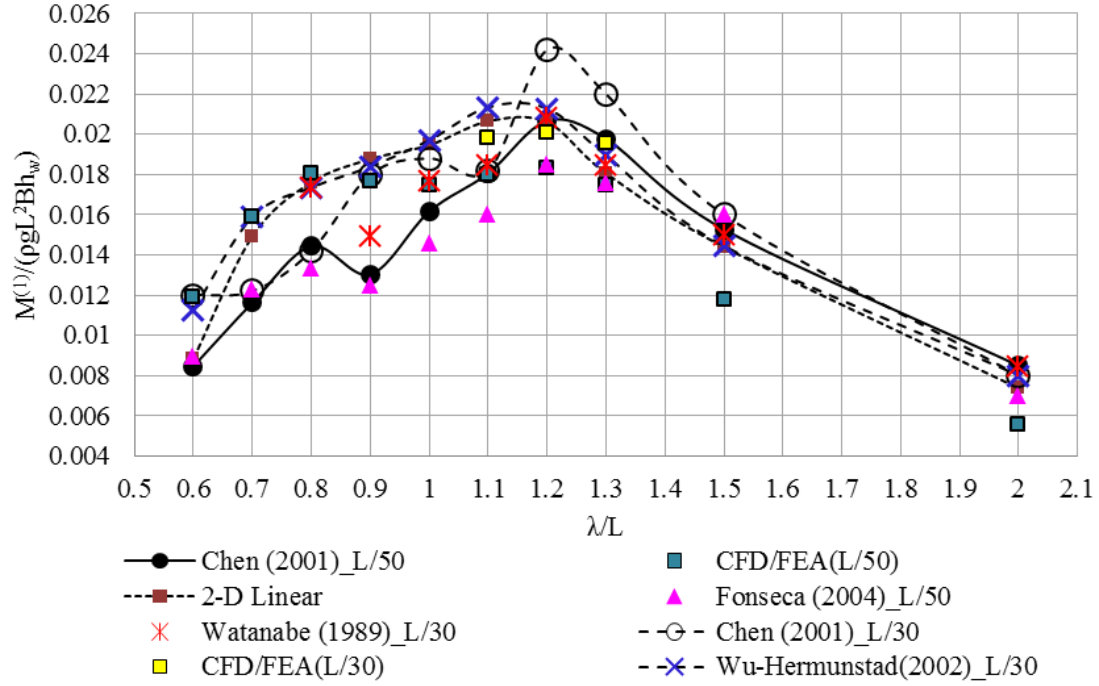 0.026
0.024
0.022
0.02
0.018
0.016
0.014
0.012
0.01
0.008
0.006
0.004
M⁽¹⁾/(ρgL²Bh_w)
0.5 0.6 0.7 0.8 0.9 1 1.1 1.2 1.3 1.4 1.5 1.6 1.7 1.8 1.9 2 2.1
λ/L
Chen (2001)_L/50 CFD/FEA(L/50)
2-D Linear Fonseca (2004)_L/50
Watanabe (1989)_L/30 Chen (2001)_L/30
CFD/FEA(L/30) Wu-Hermunstad(2002)_L/30